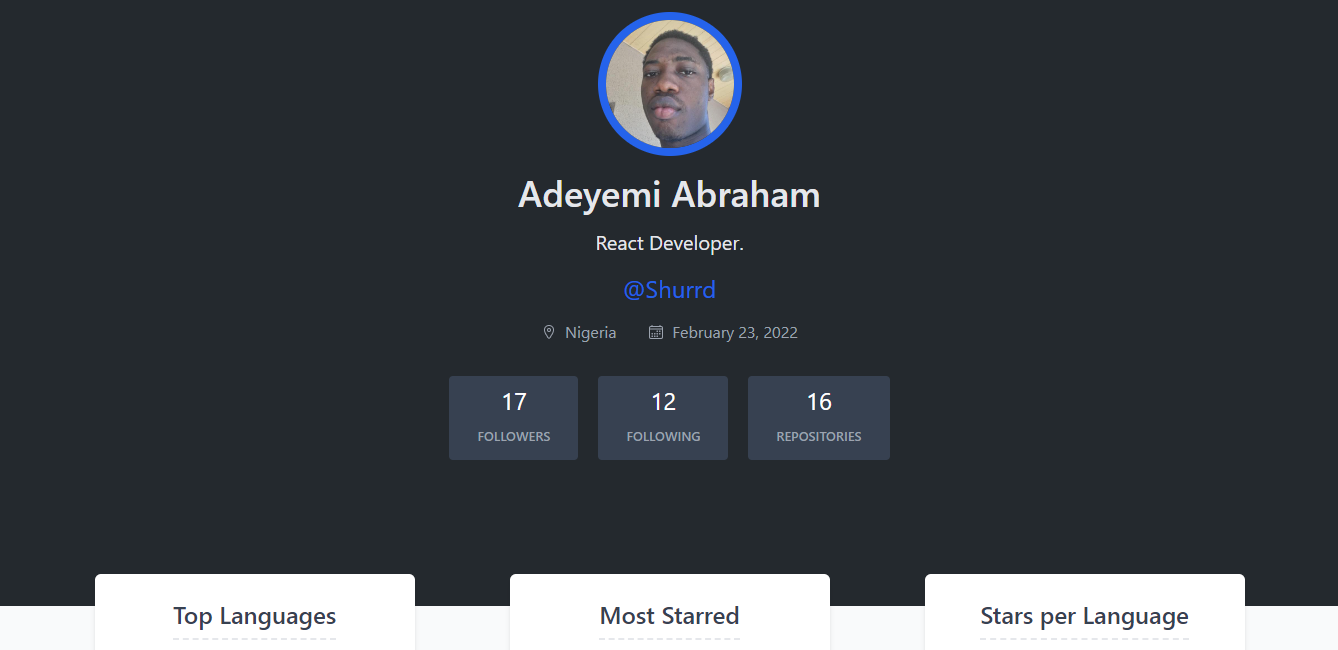 Adeyemi Abraham
React Developer.
@Shurrd
Nigeria February 23, 2022
17 12 16
FOLLOWERS FOLLOWING REPOSITORIES
Top Languages Most Starred Stars per Language